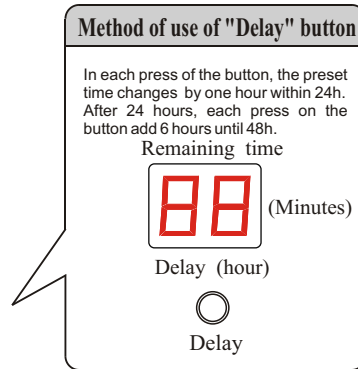 Method of use of "Delay" button
In each press of the button, the preset
time changes by one hour within 24h.
After 24 hours, each press on the
button add 6 hours until 48h.
Remaining time
88
(Minutes)
Delay (hour)
Delay